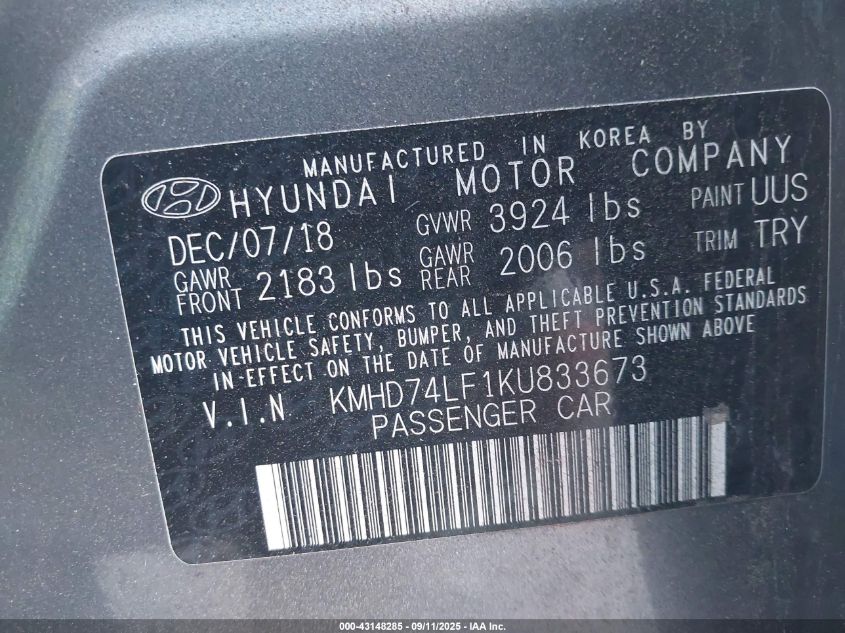 MANUFACTURED IN KOREA BY
HYUNDAI MOTOR COMPANY
DEC/07/18 GVWR 3924 lbs PAINT UUS
GAWR FRONT 2183 lbs GAWR REAR 2006 lbs TRIM TRY
THIS VEHICLE CONFORMS TO ALL APPLICABLE U.S.A. FEDERAL
MOTOR VEHICLE SAFETY, BUMPER, AND THEFT PREVENTION STANDARDS
IN-EFFECT ON THE DATE OF MANUFACTURE SHOWN ABOVE
V.I.N KMHD74LF1KU833673
PASSENGER CAR
000-43148285 - 09/11/2025 - IAA Inc.